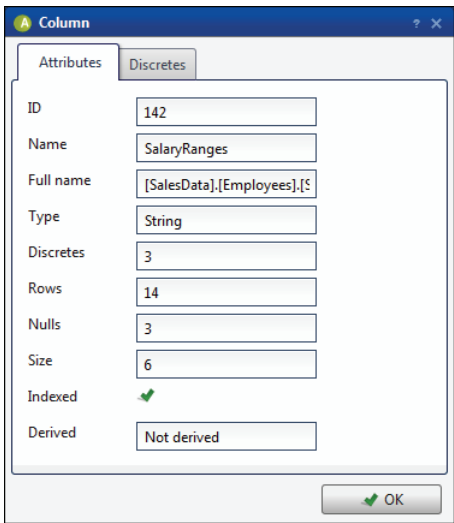 A Column ? ×
Attributes Discretes
ID 142
Name SalaryRanges
Full name [SalesData].[Employees].[S
Type String
Discretes 3
Rows 14
Nulls 3
Size 6
Indexed
Derived Not derived
OK